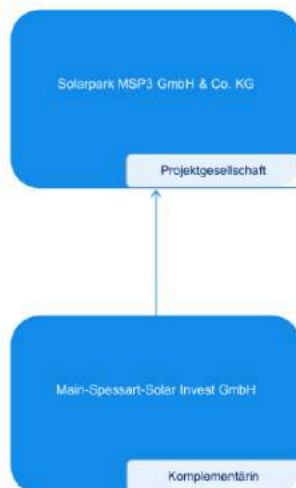 Solarpark MSP3 GmbH & Co. KG
Projektgesellschaft
Main-Spessart-Solar Invest GmbH
Komplementärin